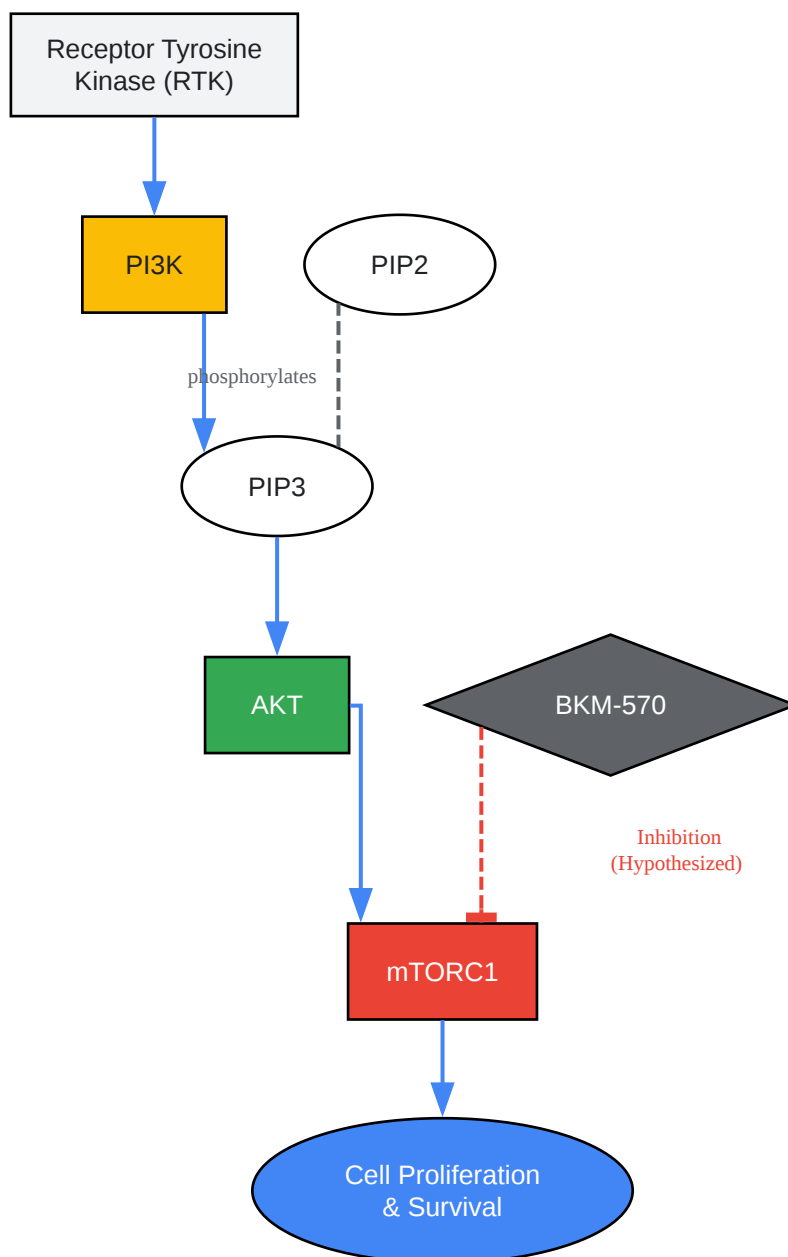 Receptor Tyrosine
Kinase (RTK)
PI3K
PIP2
phosphorylates
PIP3
AKT
BKM-570
Inhibition
(Hypothesized)
mTORC1
Cell Proliferation
& Survival